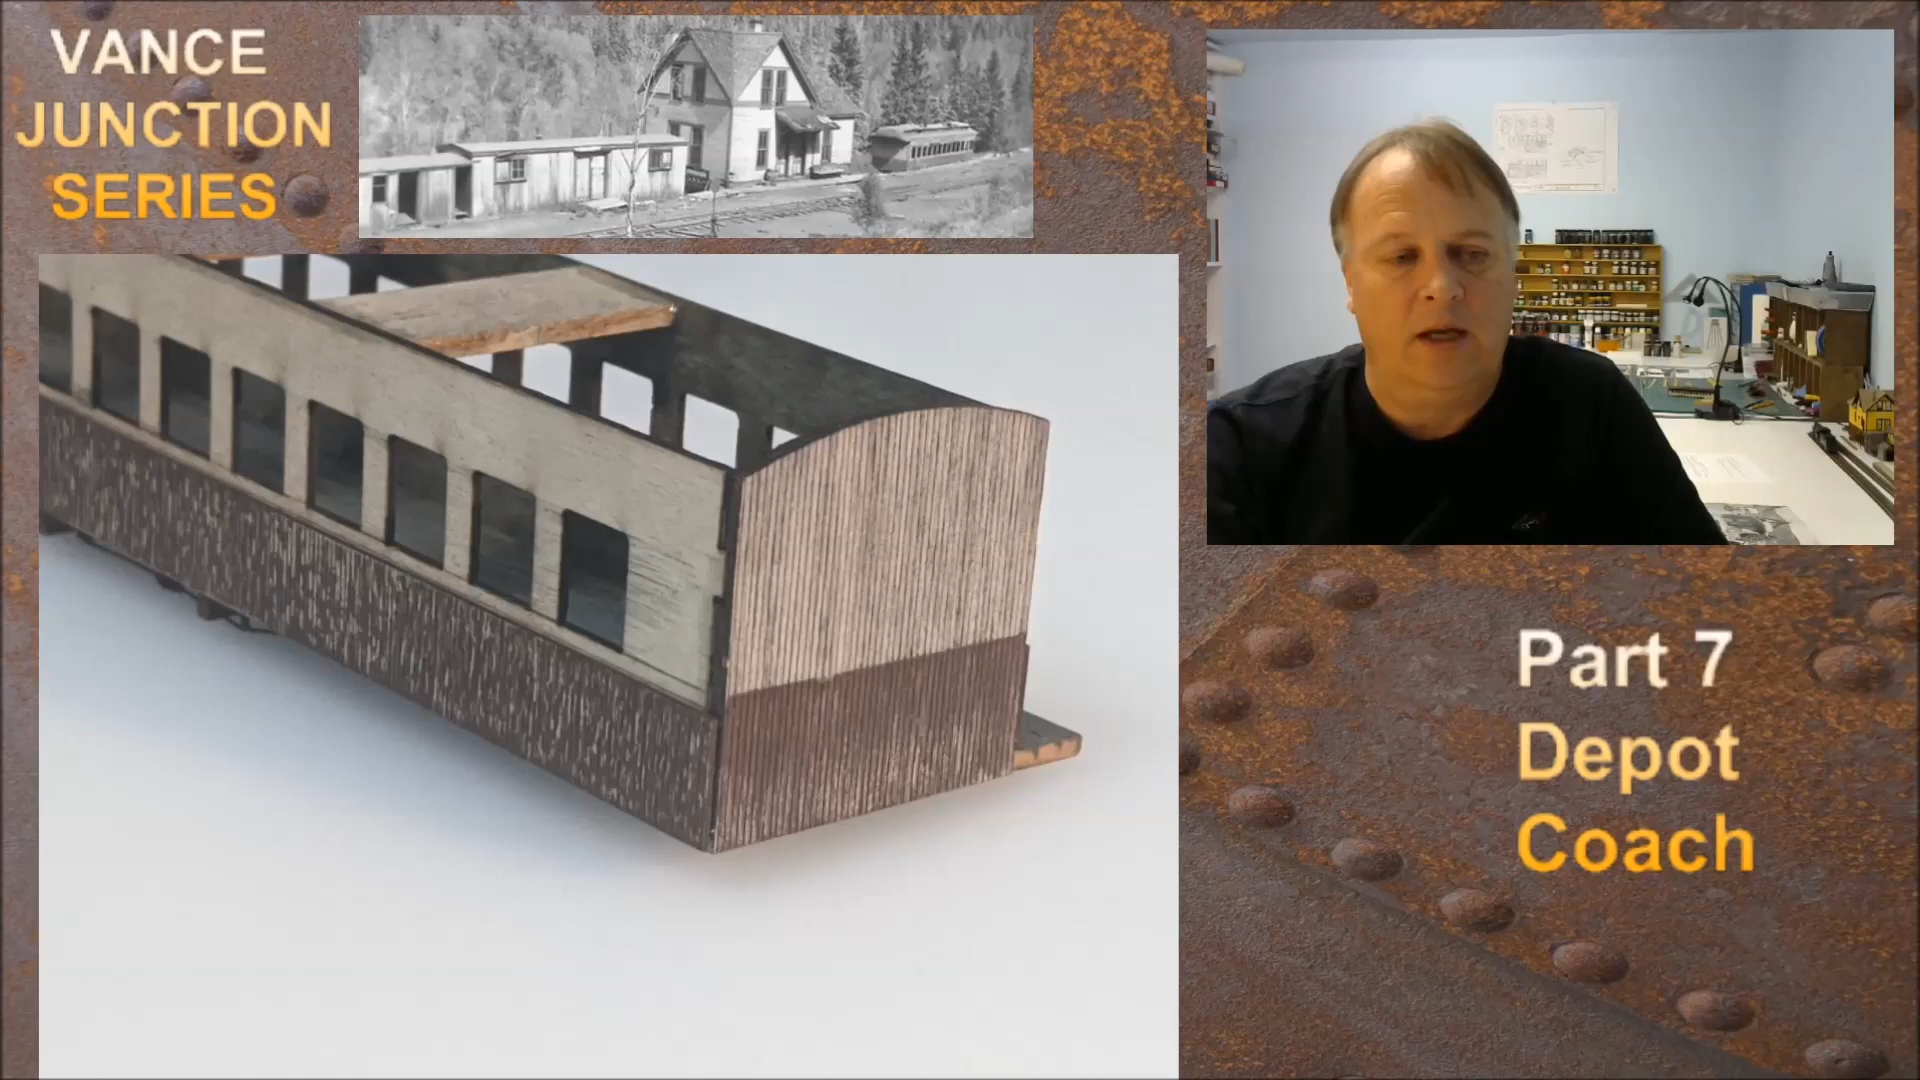 VANCE
JUNCTION
SERIES
Part 7
Depot
Coach